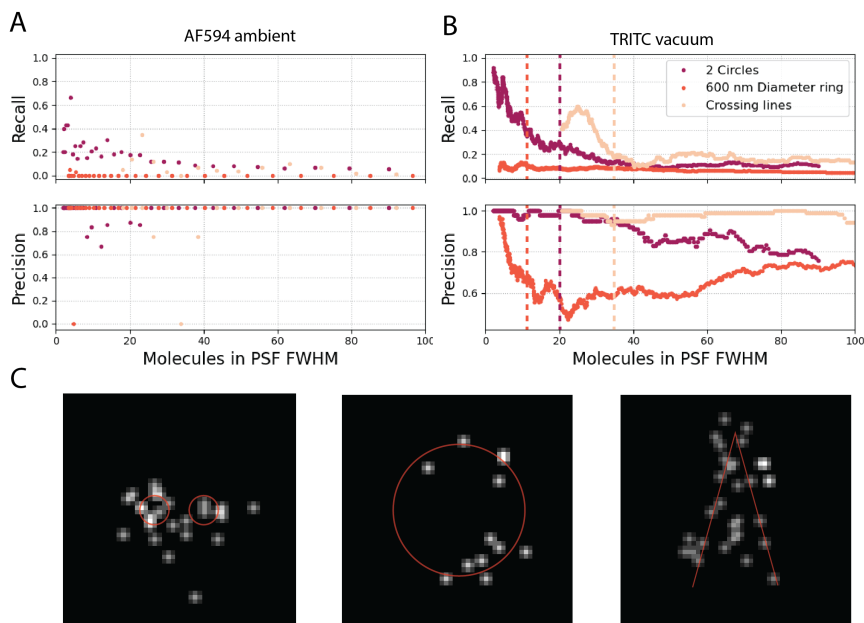 A
AF594 ambient
1.0
0.8
0.6
0.4
0.2
0.0
Recall
1.0
0.8
0.6
0.4
0.2
0.0
Precision
0
20
40
60
80
100
Molecules in PSF FWHM
B
TRITC vacuum
1.0
0.8
0.6
0.4
0.2
0.0
Recall
2 Circles
600 nm Diameter ring
Crossing lines
1.0
0.8
0.6
Precision
0
20
40
60
80
100
Molecules in PSF FWHM
C